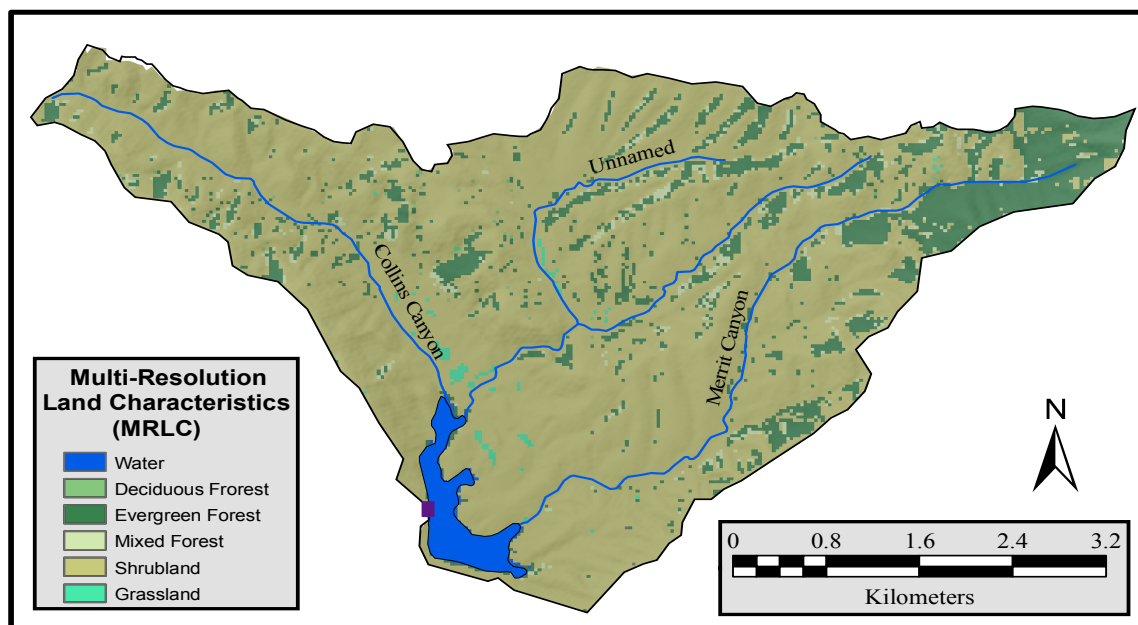 Unnamed
Collins Canyon
Merrit Canyon
Multi-Resolution
Land Characteristics
(MRLC)
Water
Deciduous Frorest
Evergreen Forest
Mixed Forest
Shrubland
Grassland
N
0 0.8 1.6 2.4 3.2
Kilometers